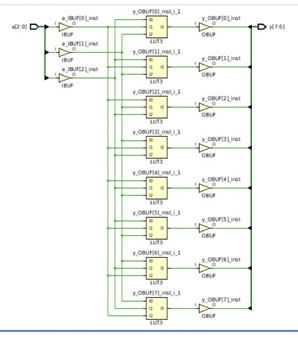 a[2:0]
a_IBUF[0]_inst
I O
IBUF
a_IBUF[1]_inst
I O
IBUF
a_IBUF[2]_inst
I O
IBUF
y_OBUF[0]_inst_i_1
I0
I1 O
I2
LUT3
y_OBUF[0]_inst
I O
OBUF
y[7:0]
y_OBUF[1]_inst_i_1
I0
I1 O
I2
LUT3
y_OBUF[1]_inst
I O
OBUF
y_OBUF[2]_inst_i_1
I0
I1 O
I2
LUT3
y_OBUF[2]_inst
I O
OBUF
y_OBUF[3]_inst_i_1
I0
I1 O
I2
LUT3
y_OBUF[3]_inst
I O
OBUF
y_OBUF[4]_inst_i_1
I0
I1 O
I2
LUT3
y_OBUF[4]_inst
I O
OBUF
y_OBUF[5]_inst_i_1
I0
I1 O
I2
LUT3
y_OBUF[5]_inst
I O
OBUF
y_OBUF[6]_inst_i_1
I0
I1 O
I2
LUT3
y_OBUF[6]_inst
I O
OBUF
y_OBUF[7]_inst_i_1
I0
I1 O
I2
LUT3
y_OBUF[7]_inst
I O
OBUF